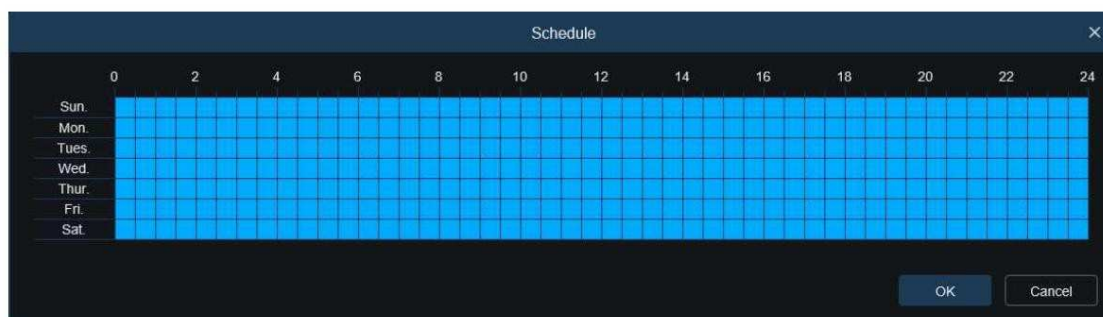 Schedule
0 2 4 6 8 10 12 14 16 18 20 22 24
Sun.
Mon.
Tues.
Wed.
Thur.
Fri.
Sat.
OK Cancel